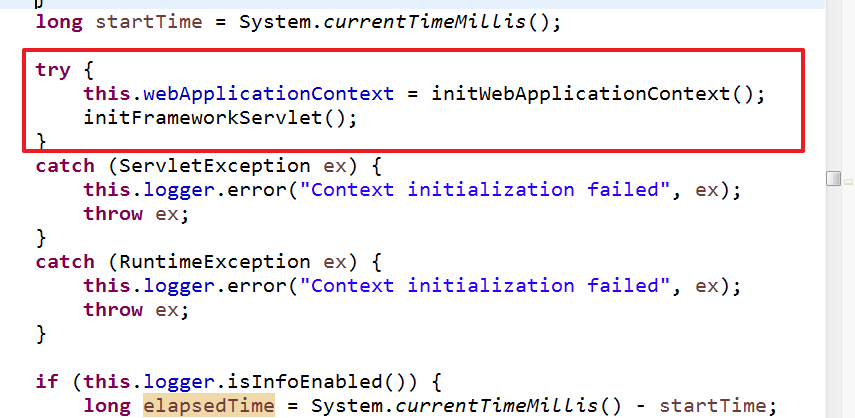 long startTime = System.currentTimeMillis();
try {
this.webApplicationContext = initWebApplicationContext();
initFrameworkServlet();
}
catch (ServletException ex) {
this.logger.error("Context initialization failed", ex);
throw ex;
}
catch (RuntimeException ex) {
this.logger.error("Context initialization failed", ex);
throw ex;
}
if (this.logger.isInfoEnabled()) {
long elapsedTime = System.currentTimeMillis() - startTime;